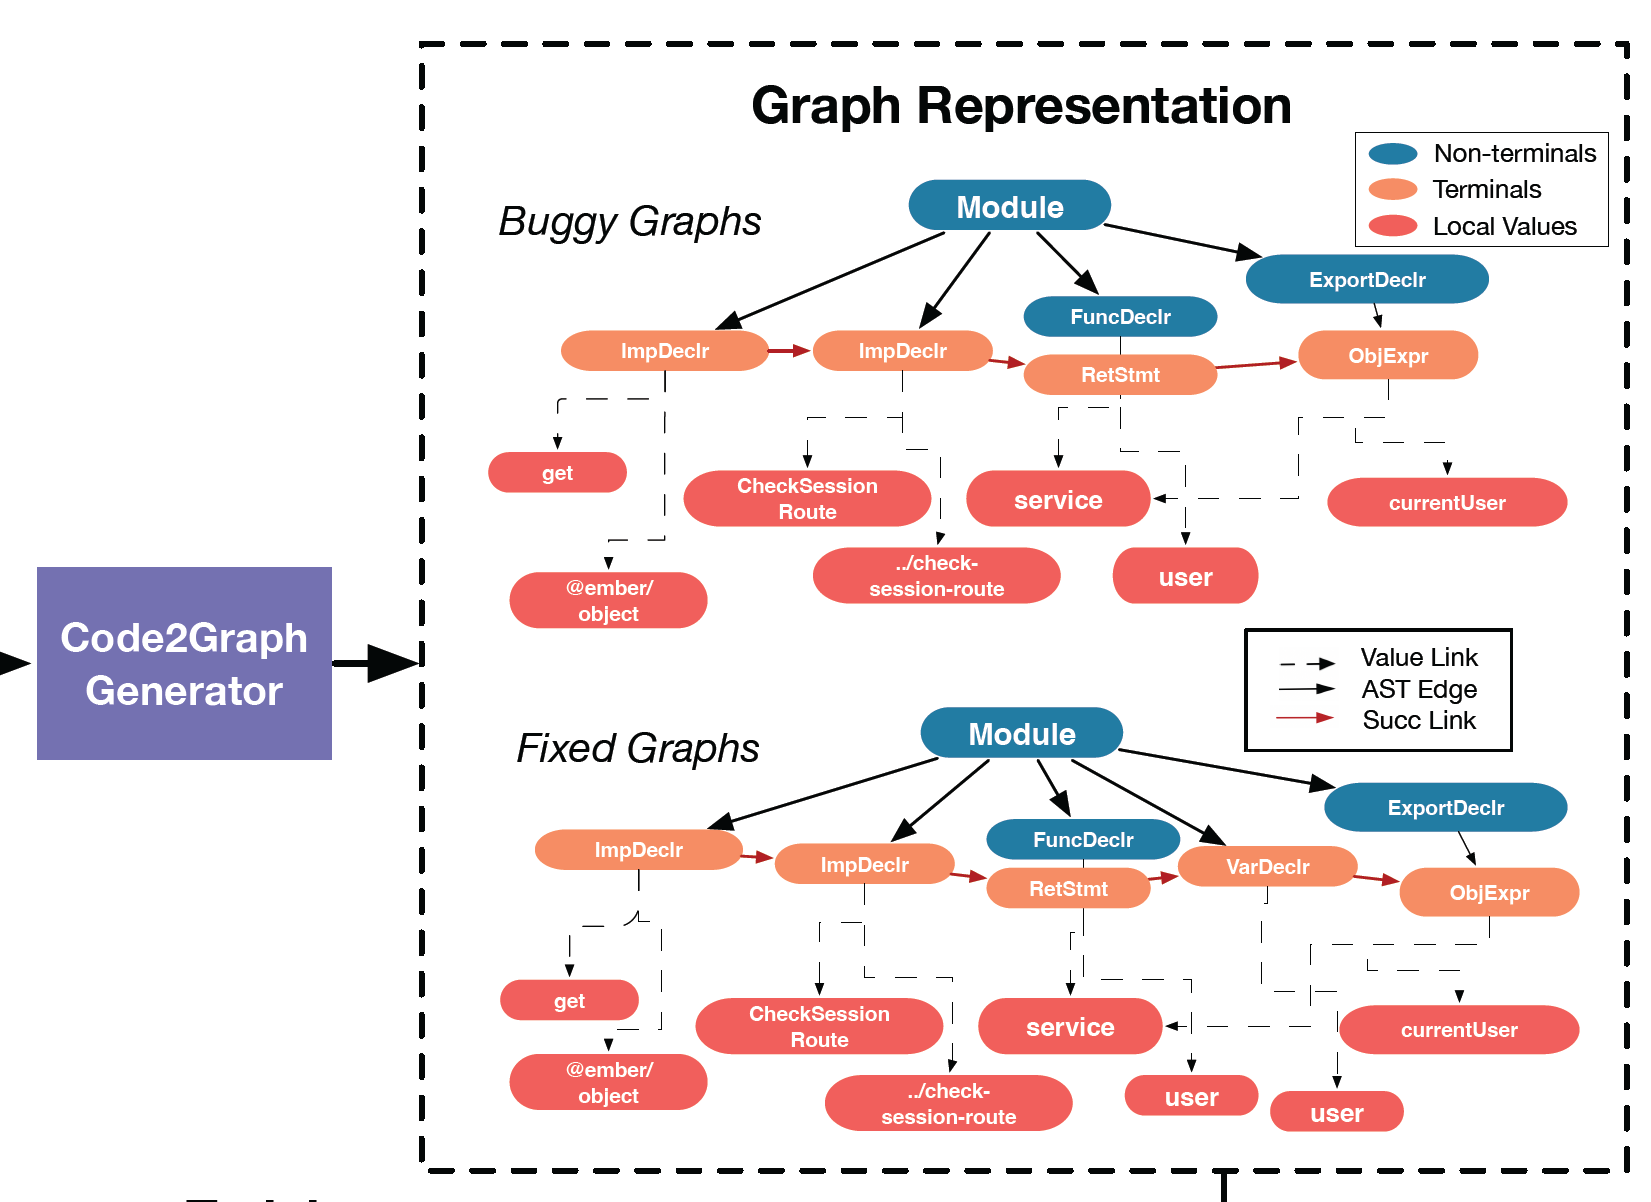 Graph Representation
Non-terminals
Terminals
Local Values
Buggy Graphs
Module
ExportDeclr
FuncDeclr
ImpDeclr
ImpDeclr
RetStmt
ObjExpr
get
CheckSession
Route
service
currentUser
../check-
session-route
user
@ember/
object
Code2Graph
Generator
Value Link
AST Edge
Succ Link
Fixed Graphs
Module
ExportDeclr
FuncDeclr
ImpDeclr
ImpDeclr
RetStmt
VarDeclr
ObjExpr
get
CheckSession
Route
service
currentUser
@ember/
object
../check-
session-route
user
user